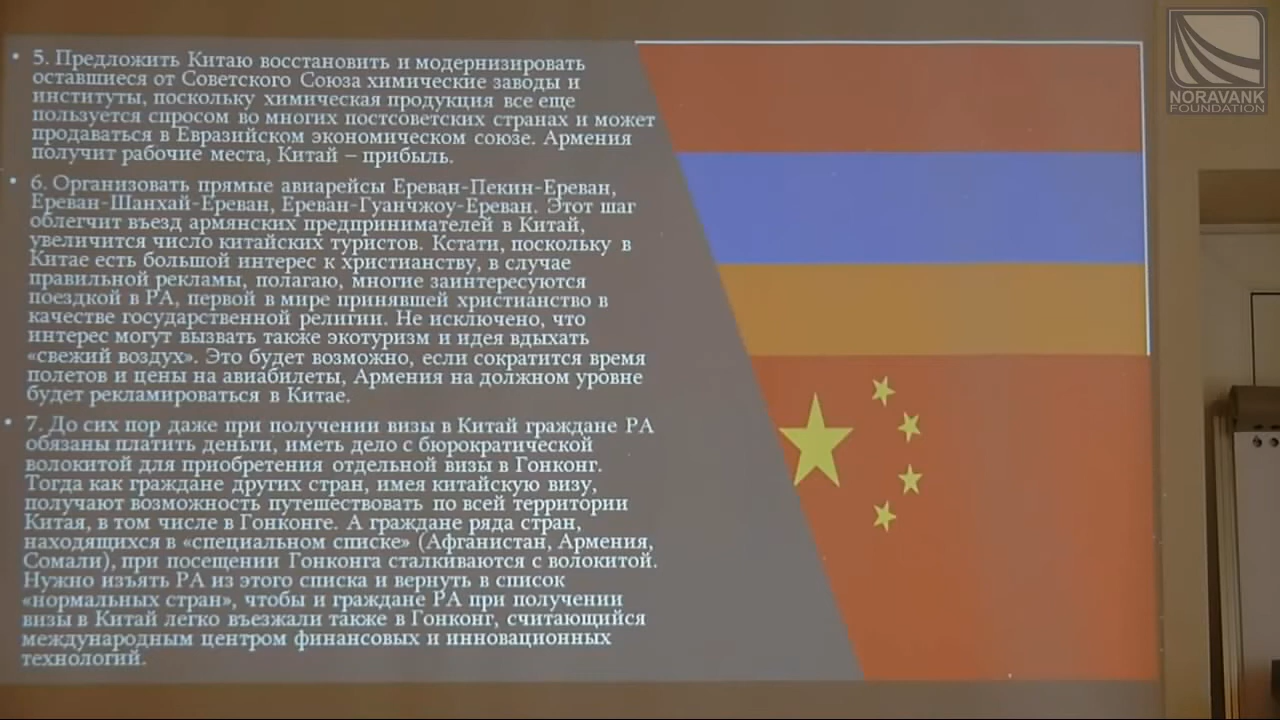 • 5. Предложить Китаю восстановить и модернизировать
оставшиеся от Советского Союза химические заводы и
институты, поскольку химическая продукция все еще
пользуется спросом во многих постсоветских странах и может
продаваться в Евразийском экономическом союзе. Армения
получит рабочие места, Китай – прибыль.
• 6. Организовать прямые авиарейсы Ереван-Пекин-Ереван,
Ереван-Шанхай-Ереван, Ереван-Гуанчжоу-Ереван. Этот шаг
облегчит въезд армянских предпринимателей в Китай,
увеличится число китайских туристов. Кстати, поскольку в
Китае есть большой интерес к христианству, в случае
правильной рекламы, полагаю, многие заинтересуются
поездкой в РА, первой в мире принявшей христианство в
качестве государственной религии. Не исключено, что
интерес могут вызвать также экотуризм и идея вдыхать
«свежий воздух». Это будет возможно, если сократится время
полетов и цены на авиабилеты, Армения на должном уровне
будет рекламироваться в Китае.
• 7. До сих пор даже при получении визы в Китай граждане РА
обязаны платить деньги, иметь дело с бюрократической
волокитой для приобретения отдельной визы в Гонконг.
Тогда как граждане других стран, имея китайскую визу,
получают возможность путешествовать по всей территории
Китая, в том числе в Гонконге. А граждане ряда стран,
находящихся в «специальном списке» (Афганистан, Армения,
Сомали), при посещении Гонконга сталкиваются с волокитой.
Нужно изъять РА из этого списка и вернуть в список
«нормальных стран», чтобы и граждане РА при получении
визы в Китай легко въезжали также в Гонконг, считающийся
международным центром финансовых и инновационных
технологий.
NORAVANK
FOUNDATION